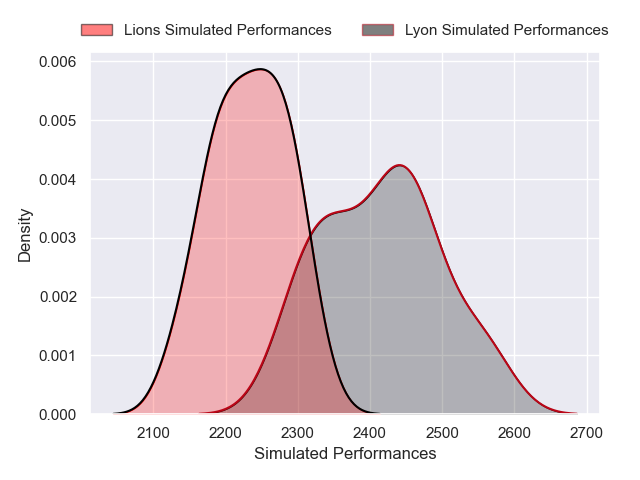 Lions Simulated Performances Lyon Simulated Performances
0.006
0.005
0.004
0.003
0.002
0.001
0.000
Density
2100 2200 2300 2400 2500 2600 2700
Simulated Performances